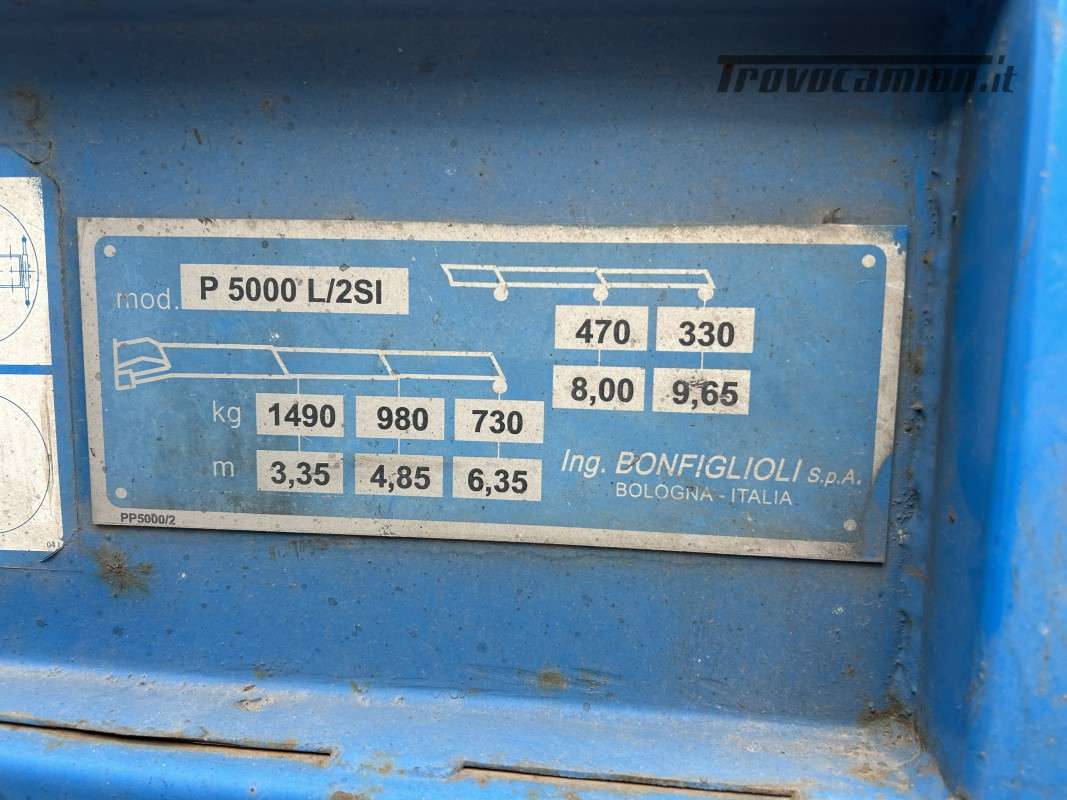 Trovocamion.it
mod. P 5000 L/2SI
470 330
8,00 9,65
kg 1490 980 730
m 3,35 4,85 6,35
Ing. BONFIGLIOLI S.p.A.
BOLOGNA - ITALIA
PP5000/2